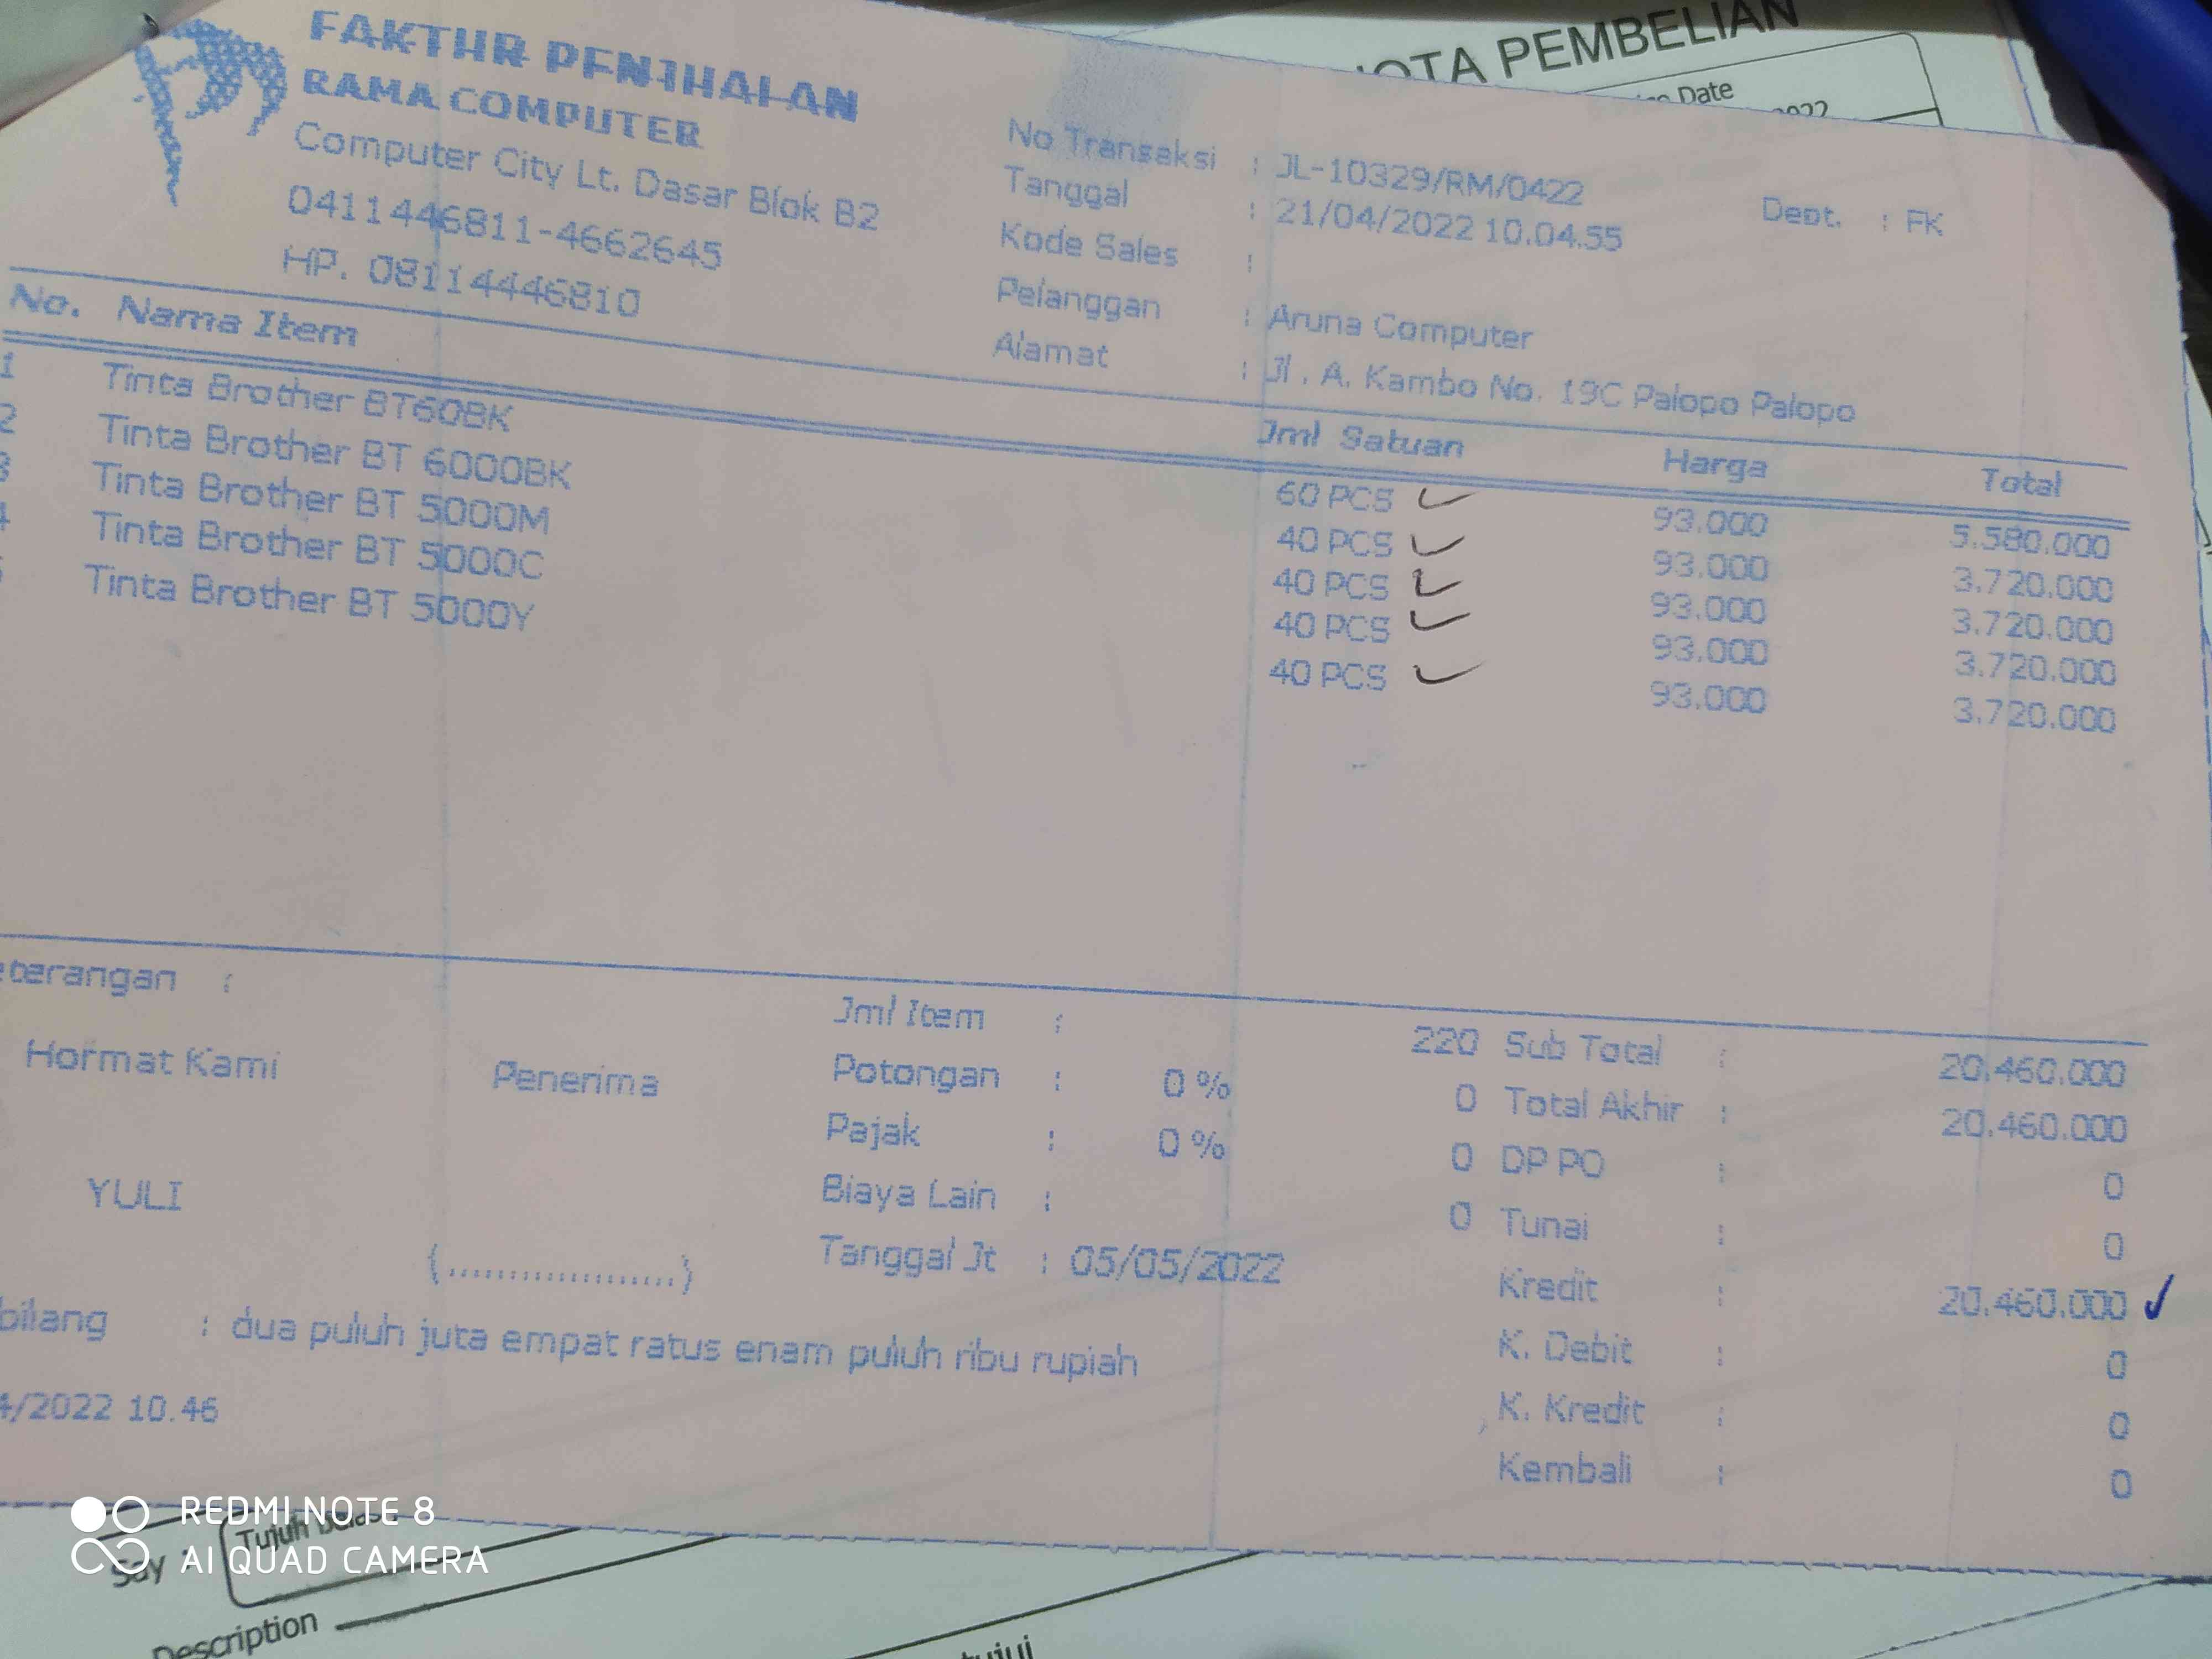 FAKTUR PENJUALAN
RAMA COMPUTER
Computer City Lt. Dasar Blok B2
0411446811-4662645
HP. 08114446810
No Transaksi : JL-10329/RM/0422
Tanggal : 21/04/2022 10.04.55
Dept. : FK
Kode Sales :
Pelanggan : Aruna Computer
Alamat : Jl . A. Kambo No. 19C Palopo Palopo
No. Nama Item Jml Satuan Harga Total
1 Tinta Brother BT60BK 60 PCS 93.000 5.580.000
2 Tinta Brother BT 6000BK 40 PCS 93.000 3.720.000
3 Tinta Brother BT 5000M 40 PCS 93.000 3.720.000
4 Tinta Brother BT 5000C 40 PCS 93.000 3.720.000
Tinta Brother BT 5000Y 40 PCS 93.000 3.720.000
eterangan :
Hormat Kami
Penerima
YULI
(....................)
Jml Item : 220
Potongan : 0 % 0
Pajak : 0 % 0
Biaya Lain : 0
Tanggal Jt : 05/05/2022
Sub Total : 20.460.000
Total Akhir : 20.460.000
DP PO : 0
Tunai : 0
Kredit : 20.460.000
K. Debit : 0
K. Kredit : 0
Kembali : 0
bilang : dua puluh juta empat ratus enam puluh ribu rupiah
4/2022 10.46
PEMBELIAN
Date
2022
REDMI NOTE 8
AI QUAD CAMERA
Say :
Tujuh
Description